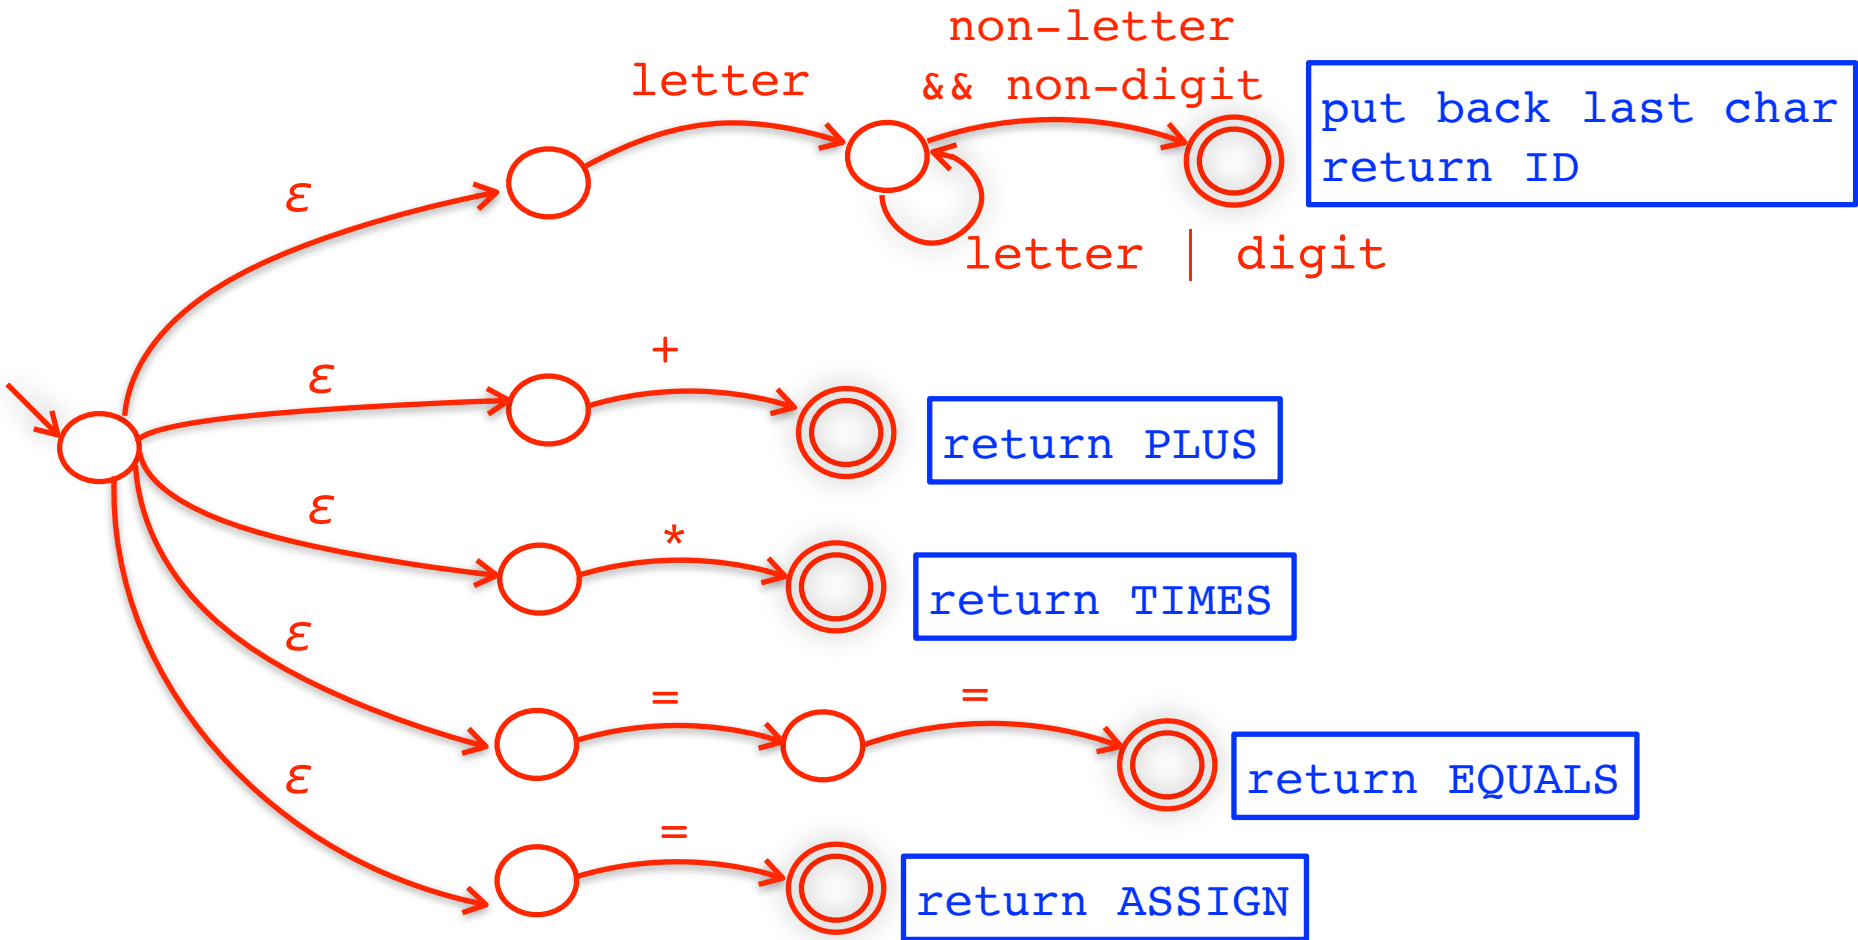 non-letter
letter && non-digit
put back last char
return ID
ε
letter | digit
+
ε
return PLUS
ε
*
return TIMES
ε
= =
return EQUALS
ε
=
return ASSIGN